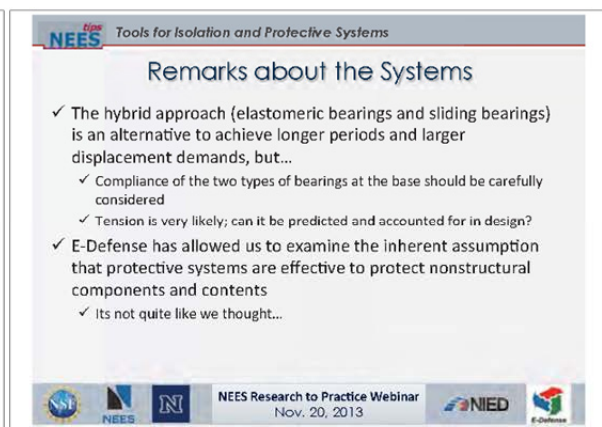 tips
NEES
Tools for Isolation and Protective Systems
Remarks about the Systems
✓ The hybrid approach (elastomeric bearings and sliding bearings)
is an alternative to achieve longer periods and larger
displacement demands, but...
✓ Compliance of the two types of bearings at the base should be carefully
considered
✓ Tension is very likely; can it be predicted and accounted for in design?
✓ E-Defense has allowed us to examine the inherent assumption
that protective systems are effective to protect nonstructural
components and contents
✓ Its not quite like we thought...
NSF
NEES
N
NEES Research to Practice Webinar
Nov. 20, 2013
NIED
E-Defense